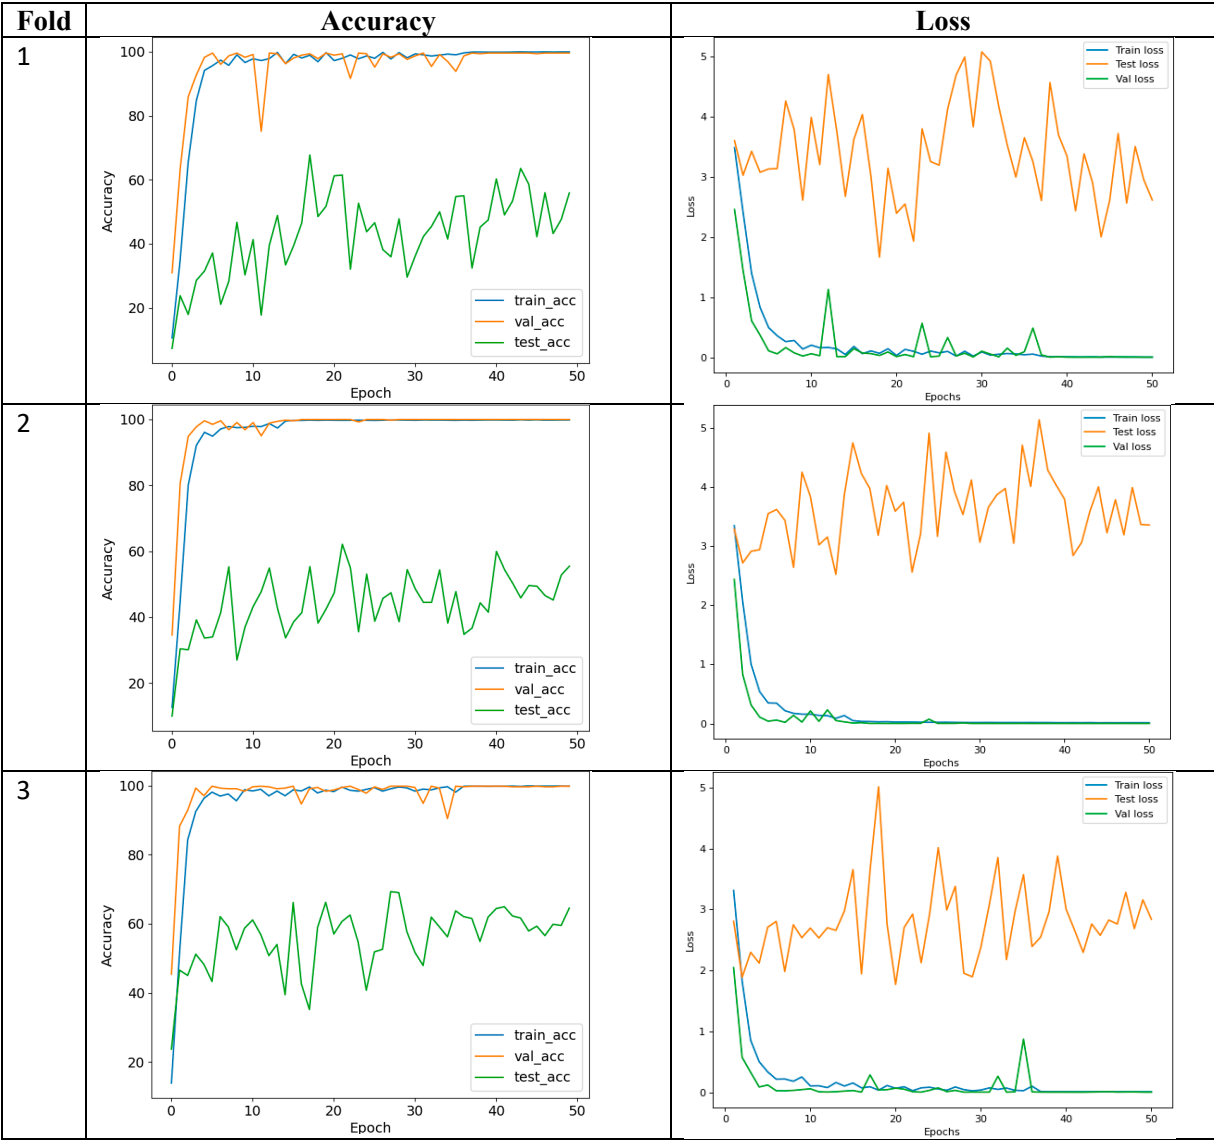 Fold Accuracy Loss
1
100
80
60
40
20
0 10 20 30 40 50
Accuracy
Epoch
train_acc
val_acc
test_acc
5
4
3
2
1
0
0 10 20 30 40 50
Loss
Epochs
Train loss
Test loss
Val loss
2
100
80
60
40
20
0 10 20 30 40 50
Accuracy
Epoch
train_acc
val_acc
test_acc
5
4
3
2
1
0
0 10 20 30 40 50
Loss
Epochs
Train loss
Test loss
Val loss
3
100
80
60
40
20
0 10 20 30 40 50
Accuracy
Epoch
train_acc
val_acc
test_acc
5
4
3
2
1
0
0 10 20 30 40 50
Loss
Epochs
Train loss
Test loss
Val loss